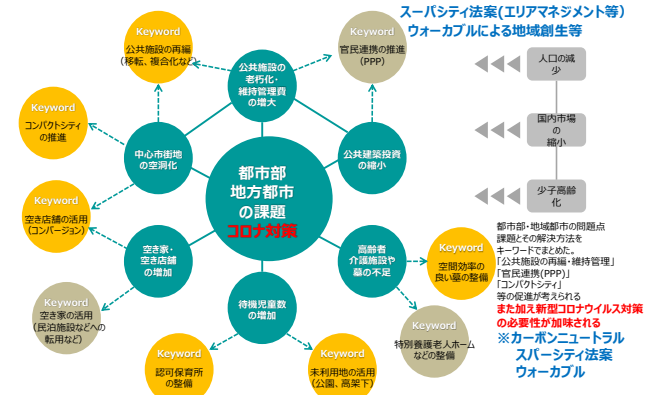 スーパシティ法案(エリアマネジメント等)
ウォーカブルによる地域創生等
Keyword
公共施設の再編
(移転、複合化など)
公共施設の
老朽化・
維持管理費
の増大
Keyword
官民連携の推進
(PPP)
人口の減
少
Keyword
コンパクトシティ
の推進
中心市街地
の空洞化
公共建築投資
の縮小
国内市場
の
縮小
都市部
地方都市
の課題
コロナ対策
少子高齢
化
Keyword
空き店舗の活用
(コンバージョン)
空き家・
空き店舗
の増加
高齢者
介護施設や
墓の不足
Keyword
空間効率の
良い墓の整備
待機児童数
の増加
Keyword
空き家の活用
(民泊施設などへの
転用など)
Keyword
特別養護老人ホーム
などの整備
Keyword
認可保育所
の整備
Keyword
未利用地の活用
(公園、高架下)
都市部・地域都市の問題点
課題とその解決方法を
キーワードでまとめた。
「公共施設の再編・維持管理」
「官民連携(PPP)」
「コンパクトシティ」
等の促進が考えられる
また加え新型コロナウイルス対策
の必要性が加味される
※カーボンニュートラル
スパーシティ法案
ウォーカブル